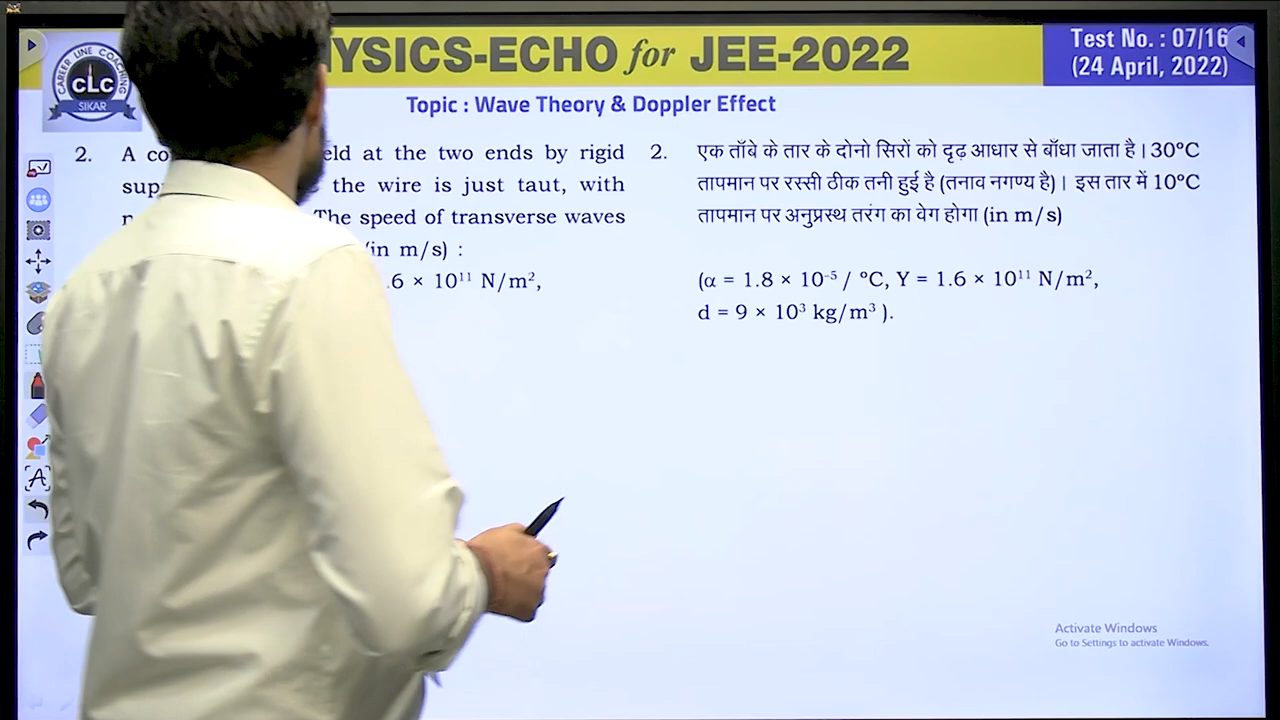 YSICS-ECHO for JEE-2022
Test No. : 07/16
(24 April, 2022)
CAREER LINE COACHING
CLC
SIKAR
Topic : Wave Theory & Doppler Effect
2. A eld at the two ends by rigid
the wire is just taut, with
The speed of transverse waves
(in m/s) :
.6 × 10¹¹ N/m²,
2. एक ताँबे के तार के दोनो सिरों को दृढ़ आधार से बाँधा जाता है। 30°C
तापमान पर रस्सी ठीक तनी हुई है (तनाव नगण्य है)। इस तार में 10°C
तापमान पर अनुप्रस्थ तरंग का वेग होगा (in m/s)
(α = 1.8 × 10⁻⁵ / °C, Y = 1.6 × 10¹¹ N/m²,
d = 9 × 10³ kg/m³ ).
A
Activate Windows
Go to Settings to activate Windows.